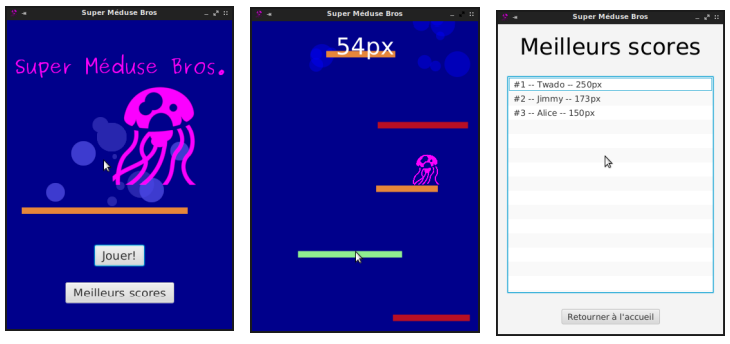 Super Méduse Bros
Super Méduse Bros.
Jouer!
Meilleurs scores
Super Méduse Bros
54px
Super Méduse Bros
Meilleurs scores
#1 -- Twado -- 250px
#2 -- Jimmy -- 173px
#3 -- Alice -- 150px
Retourner à l'accueil